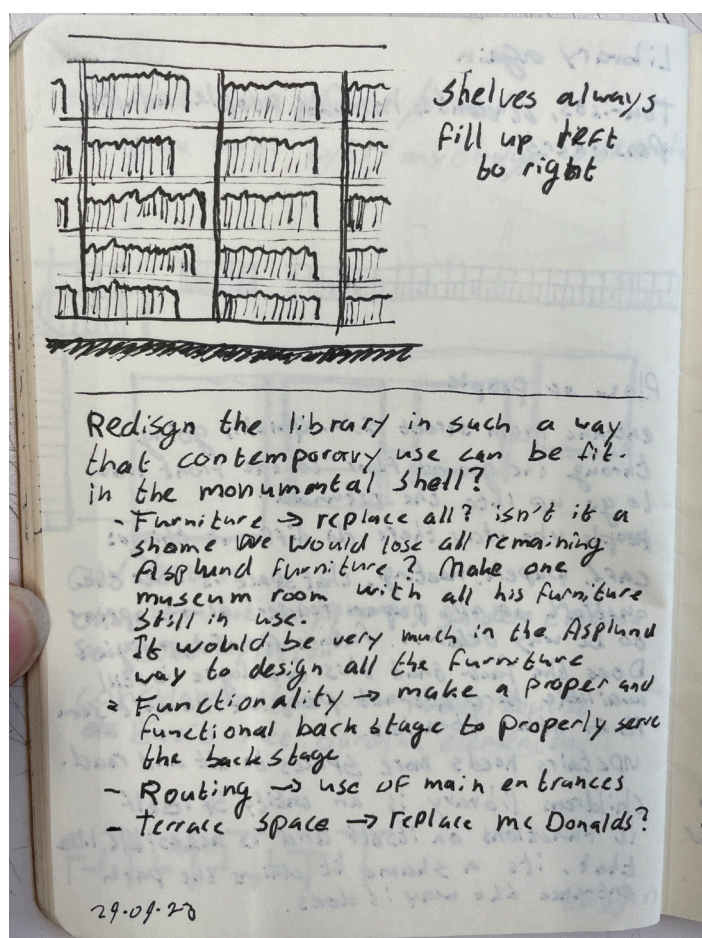 shelves always
fill up left
to right
Redisgn the library in such a way
that contemporary use can be fit.
in the monumental shell?
- Furniture → replace all? isn't it a
shame we would lose all remaining
Asplund furniture? Make one
museum room with all his furniture
still in use.
It would be very much in the Asplund
way to design all the furniture
- Functionality → make a proper and
functional back stage to properly serve
the backstage
- Routing → use of main entrances
- Terrace space → replace mc Donalds?
29.09.23